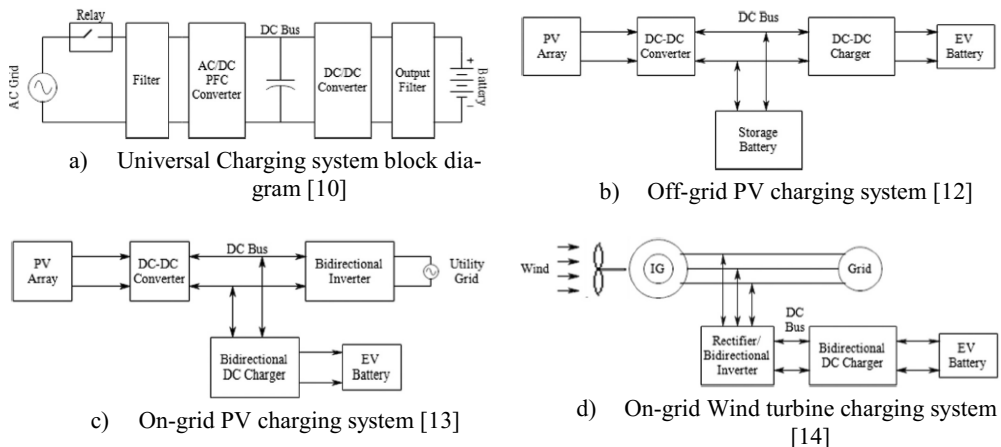 Relay
AC Grid
Filter
AC/DC
PFC
Converter
DC Bus
DC/DC
Converter
Output
Filter
+
Battery
-
a) Universal Charging system block dia-
gram [10]
PV
Array
DC-DC
Converter
DC Bus
DC-DC
Charger
EV
Battery
Storage
Battery
b) Off-grid PV charging system [12]
PV
Array
DC-DC
Converter
DC Bus
Bidirectional
Inverter
Utility
Grid
Bidirectional
DC Charger
EV
Battery
c) On-grid PV charging system [13]
Wind
IG
Grid
DC
Bus
Rectifier/
Bidirectional
Inverter
Bidirectional
DC Charger
EV
Battery
d) On-grid Wind turbine charging system
[14]